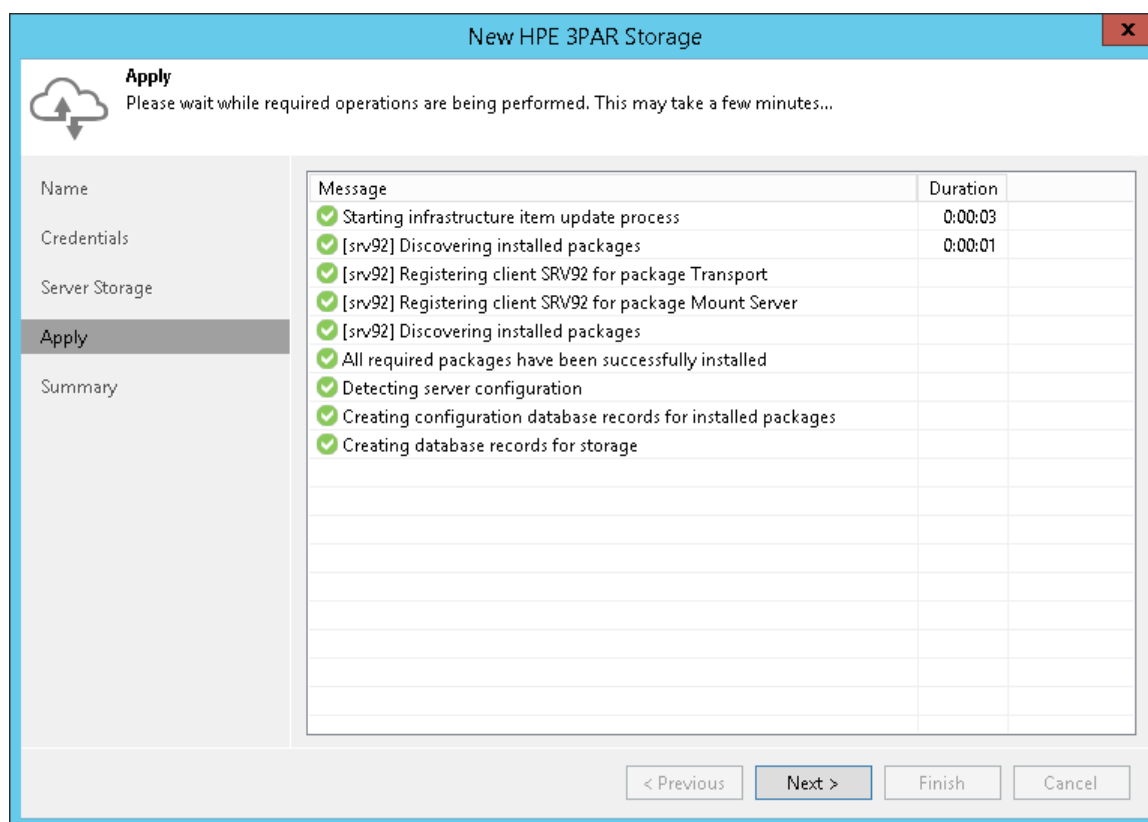 New HPE 3PAR Storage
x
Apply
Please wait while required operations are being performed. This may take a few minutes...
Name
Credentials
Server Storage
Apply
Summary
Message Duration
Starting infrastructure item update process 0:00:03
[srv92] Discovering installed packages 0:00:01
[srv92] Registering client SRV92 for package Transport
[srv92] Registering client SRV92 for package Mount Server
[srv92] Discovering installed packages
All required packages have been successfully installed
Detecting server configuration
Creating configuration database records for installed packages
Creating database records for storage
< Previous Next > Finish Cancel